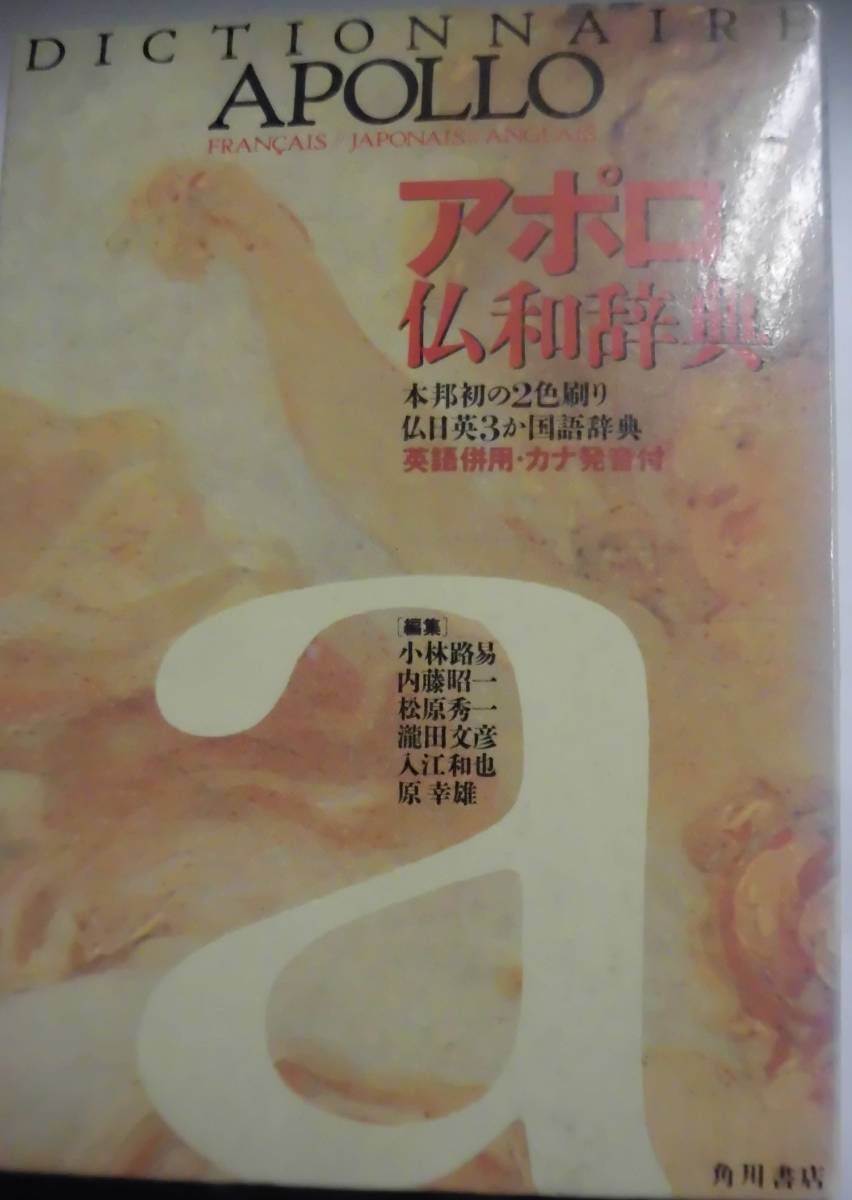 DICTIONNAIRE
APOLLO
FRANÇAIS / JAPONAIS / ANGLAIS
アポロ
仏和辞典
本邦初の2色刷り
仏日英3か国語辞典
英語併用・カナ発音付
[編集]
小林路易
内藤昭一
松原秀一
瀧田文彦
入江和也
原 幸雄
a
角川書店